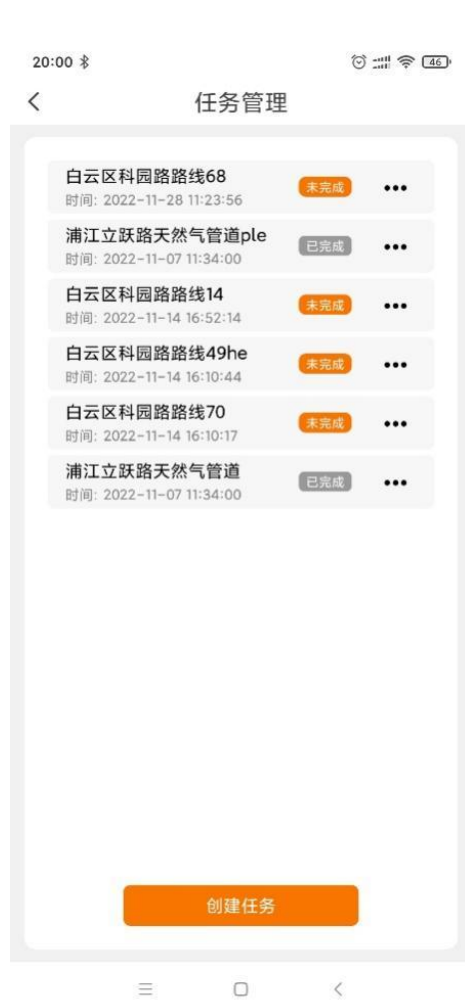 20:00
46
任务管理
白云区科园路路线68
未完成
时间: 2022-11-28 11:23:56
浦江立跃路天然气管道ple
已完成
时间: 2022-11-07 11:34:00
白云区科园路路线14
未完成
时间: 2022-11-14 16:52:14
白云区科园路路线49he
未完成
时间: 2022-11-14 16:10:44
白云区科园路路线70
未完成
时间: 2022-11-14 16:10:17
浦江立跃路天然气管道
已完成
时间: 2022-11-07 11:34:00
创建任务